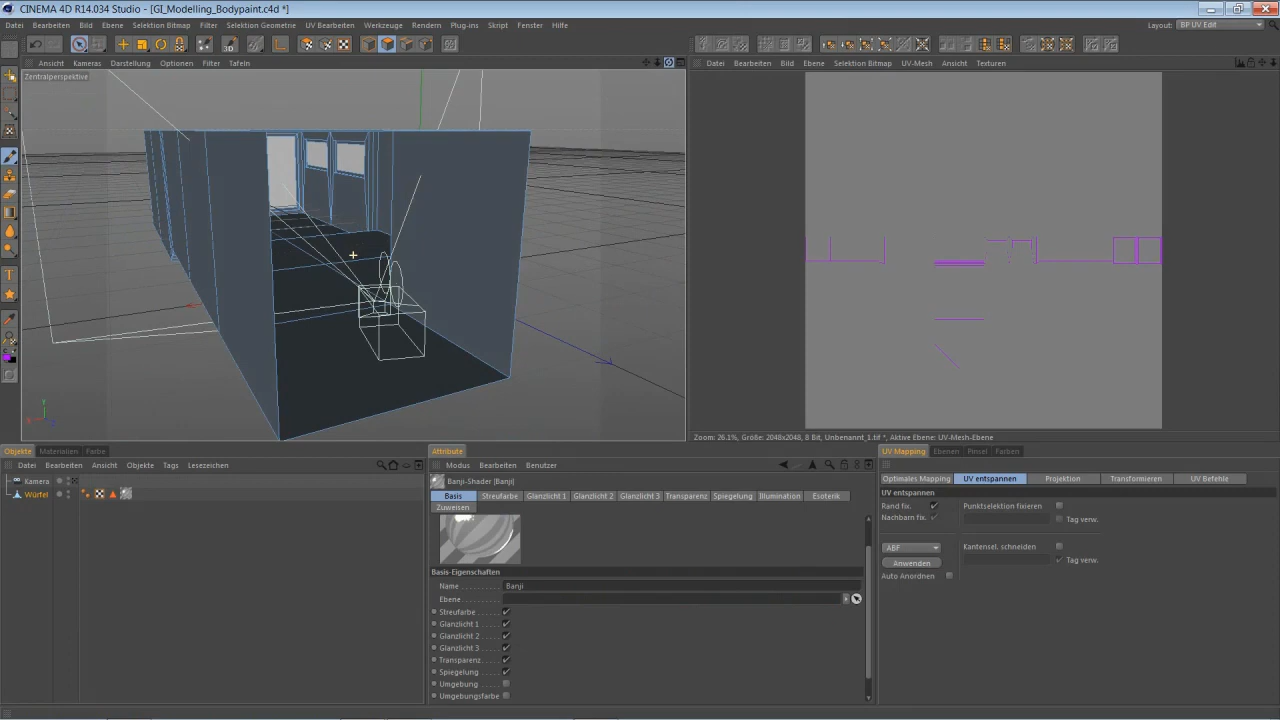 CINEMA 4D R14.034 Studio - [GI_Modelling_Bodypaint.c4d *]
Datei Bearbeiten Bild Ebene Selektion Bitmap Filter Selektion Geometrie UV Bearbeiten Werkzeuge Rendern Plug-ins Skript Fenster Hilfe Layout: BP UV Edit
Ansicht Kameras Darstellung Optionen Filter Tafeln
Datei Bearbeiten Bild Ebene Selektion Bitmap UV-Mesh Ansicht Texturen
Zentralperspektive
Zoom: 26.1%, Größe: 2048x2048, 8 Bit, Unbenannt_1.tif *, Aktive Ebene: UV-Mesh-Ebene
Objekte Materialien Farbe
Datei Bearbeiten Ansicht Objekte Tags Lesezeichen
Kamera
Würfel
Attribute
Modus Bearbeiten Benutzer
Banji-Shader [Banji]
Basis Streufarbe Glanzlicht 1 Glanzlicht 2 Glanzlicht 3 Transparenz Spiegelung Illumination Esoterik
Zuweisen
Basis-Eigenschaften
Name Banji
Ebene
Streufarbe
Glanzlicht 1
Glanzlicht 2
Glanzlicht 3
Transparenz
Spiegelung
Umgebung
Umgebungsfarbe
UV Mapping Ebenen Pinsel Farben
Optimales Mapping UV entspannen Projektion Transformieren UV Befehle
UV entspannen
Rand fix. Punktselektion fixieren
Nachbarn fix. Tag verw.
ABF Kantensel. schneiden
Anwenden Tag verw.
Auto Anordnen